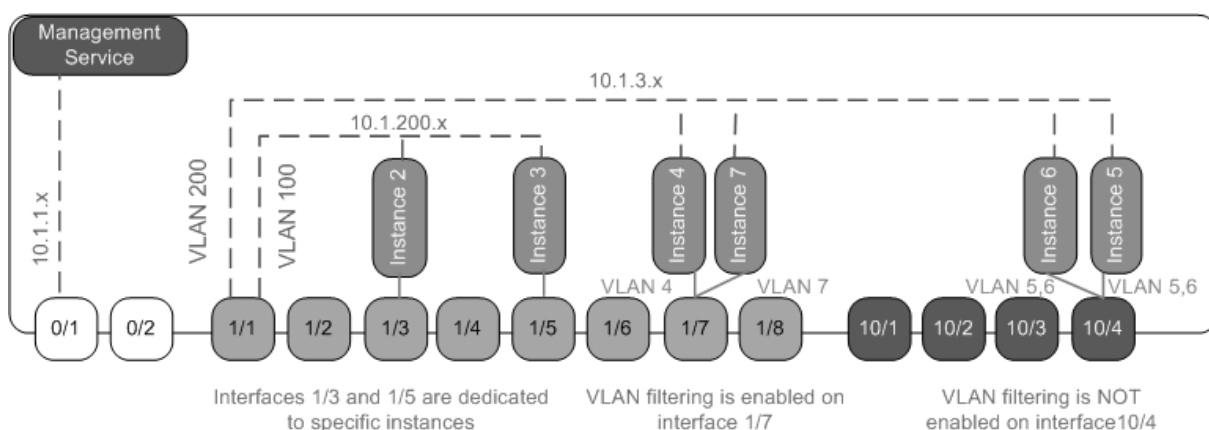 Management
Service
10.1.3.x
10.1.200.x
10.1.1.x
VLAN 200
VLAN 100
Instance 2
Instance 3
Instance 4
Instance 7
Instance 6
Instance 5
VLAN 4
VLAN 7
VLAN 5,6
VLAN 5,6
0/1
0/2
1/1
1/2
1/3
1/4
1/5
1/6
1/7
1/8
10/1
10/2
10/3
10/4
Interfaces 1/3 and 1/5 are dedicated
to specific instances
VLAN filtering is enabled on
interface 1/7
VLAN filtering is NOT
enabled on interface10/4